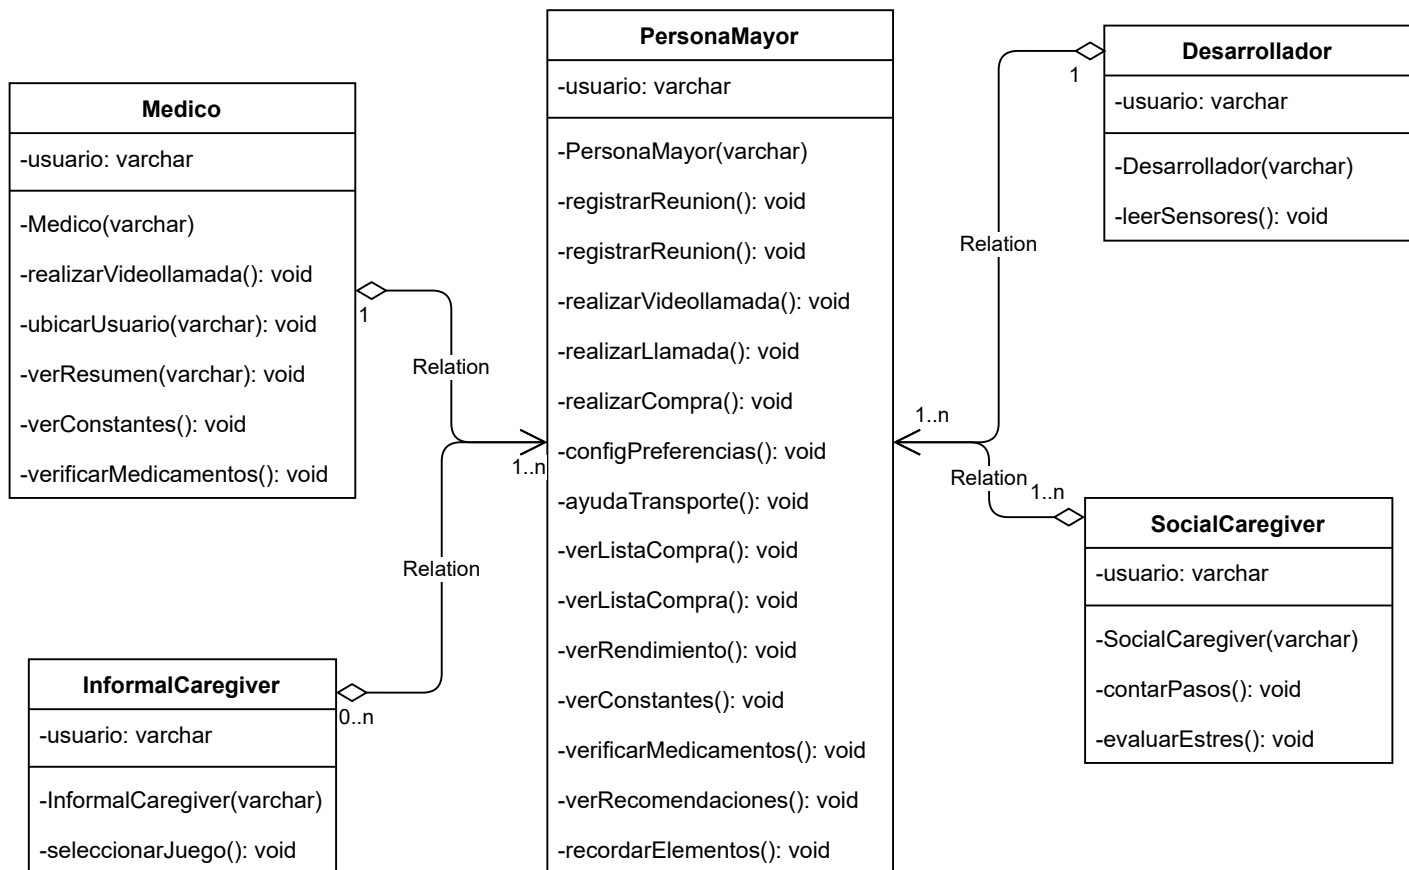 Medico
-usuario: varchar
-Medico(varchar)
-realizarVideollamada(): void
-ubicarUsuario(varchar): void
-verResumen(varchar): void
-verConstantes(): void
-verificarMedicamentos(): void
1
Relation
1..n
Relation
0..n
InformalCaregiver
-usuario: varchar
-InformalCaregiver(varchar)
-seleccionarJuego(): void
PersonaMayor
-usuario: varchar
-PersonaMayor(varchar)
-registrarReunion(): void
-registrarReunion(): void
-realizarVideollamada(): void
-realizarLlamada(): void
-realizarCompra(): void
-configPreferencias(): void
-ayudaTransporte(): void
-verListaCompra(): void
-verListaCompra(): void
-verRendimiento(): void
-verConstantes(): void
-verificarMedicamentos(): void
-verRecomendaciones(): void
-recordarElementos(): void
Desarrollador
-usuario: varchar
-Desarrollador(varchar)
-leerSensores(): void
1
Relation
1..n
Relation
1..n
SocialCaregiver
-usuario: varchar
-SocialCaregiver(varchar)
-contarPasos(): void
-evaluarEstres(): void